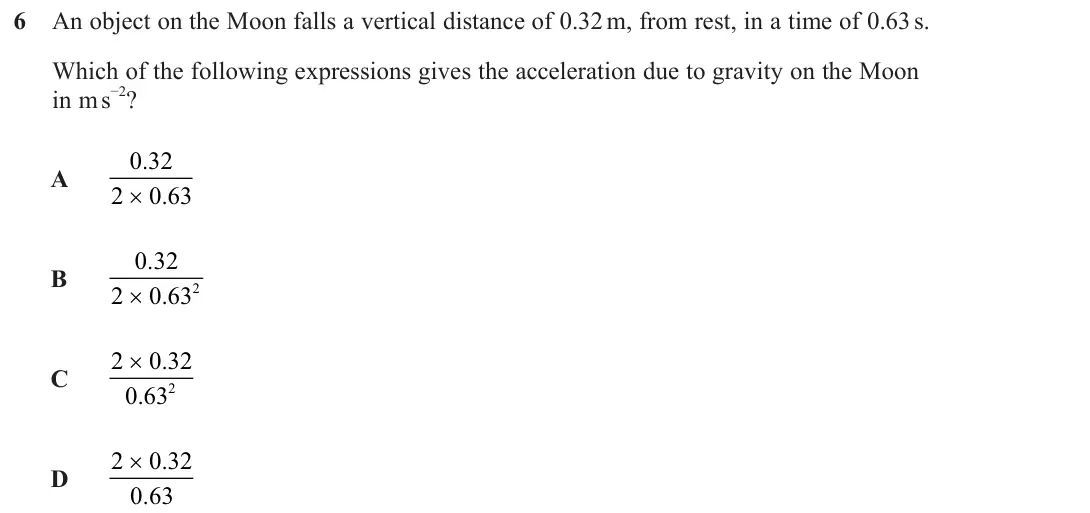 6 An object on the Moon falls a vertical distance of 0.32 m, from rest, in a time of 0.63 s.
Which of the following expressions gives the acceleration due to gravity on the Moon
in m s⁻²?
A 0.32 / 2 × 0.63
B 0.32 / 2 × 0.63²
C 2 × 0.32 / 0.63²
D 2 × 0.32 / 0.63